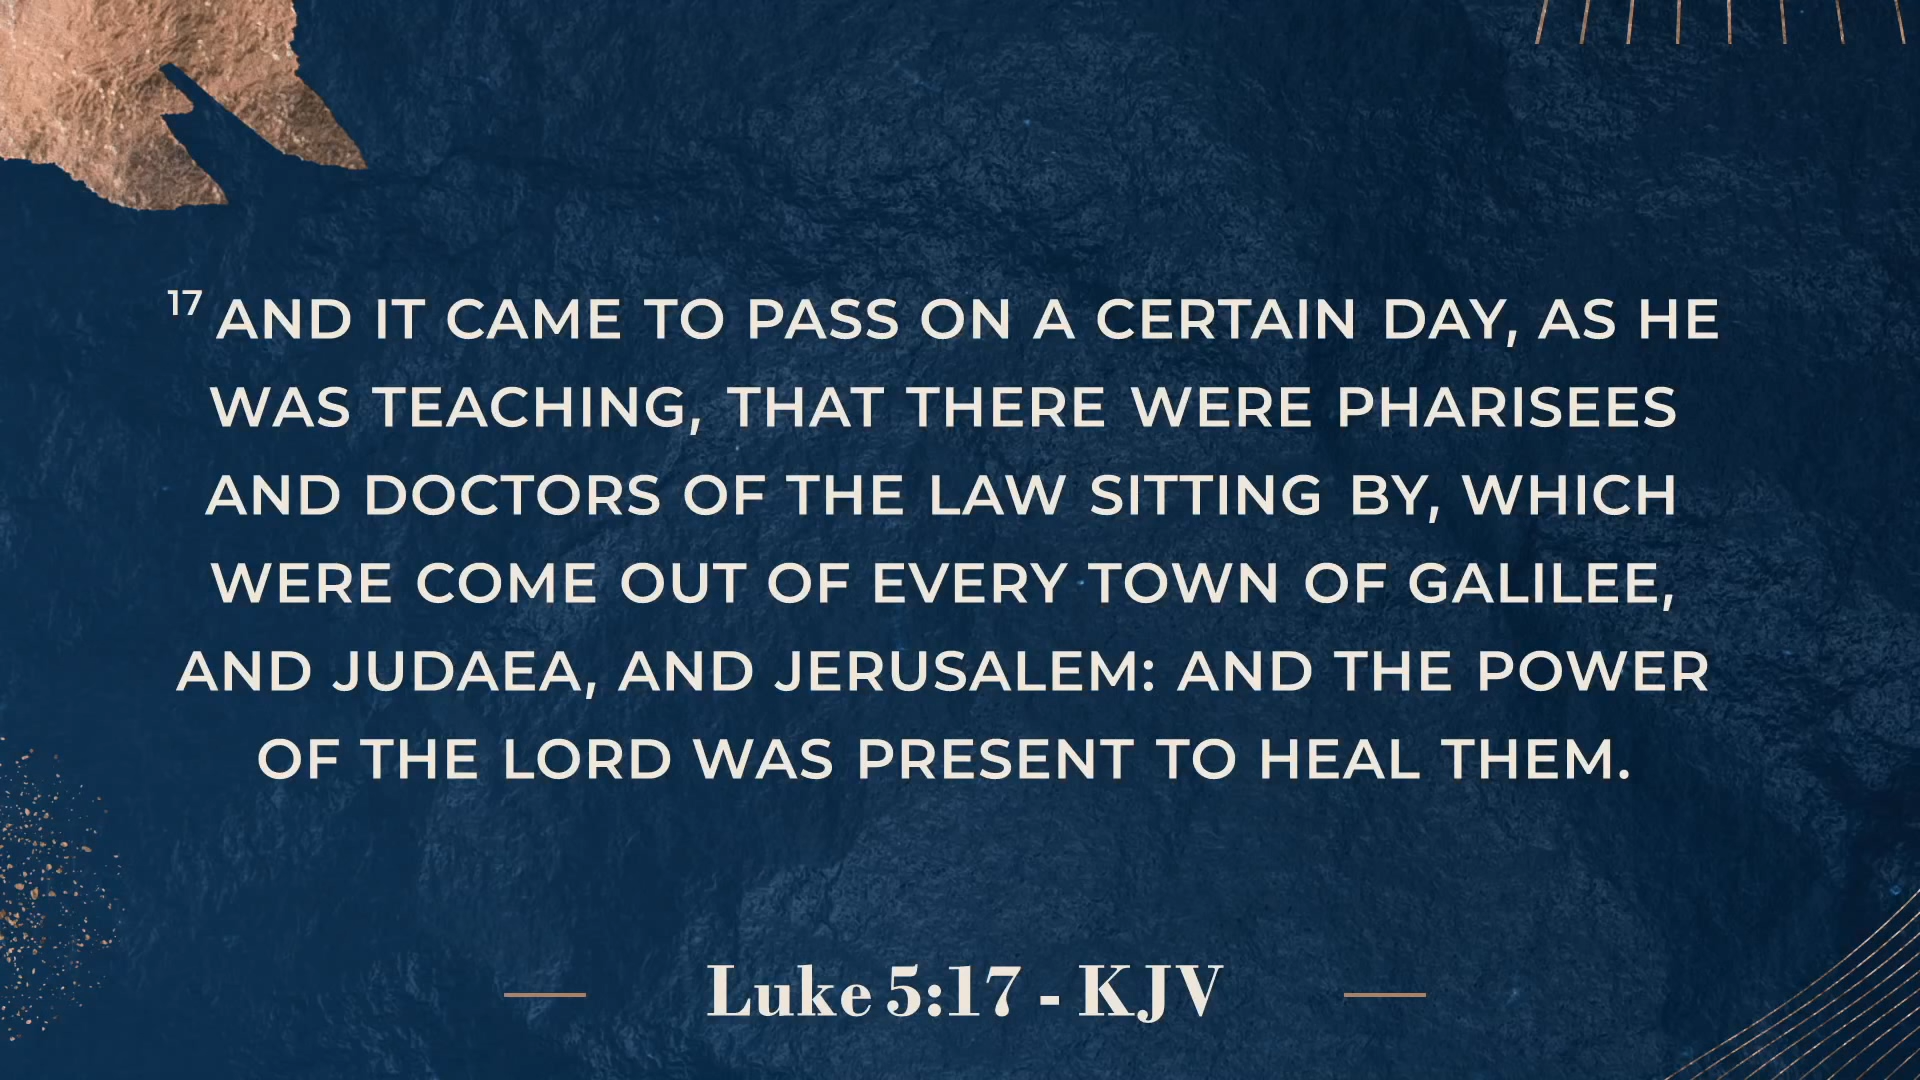 17 AND IT CAME TO PASS ON A CERTAIN DAY, AS HE
WAS TEACHING, THAT THERE WERE PHARISEES
AND DOCTORS OF THE LAW SITTING BY, WHICH
WERE COME OUT OF EVERY TOWN OF GALILEE,
AND JUDAEA, AND JERUSALEM: AND THE POWER
OF THE LORD WAS PRESENT TO HEAL THEM.
Luke 5:17 - KJV